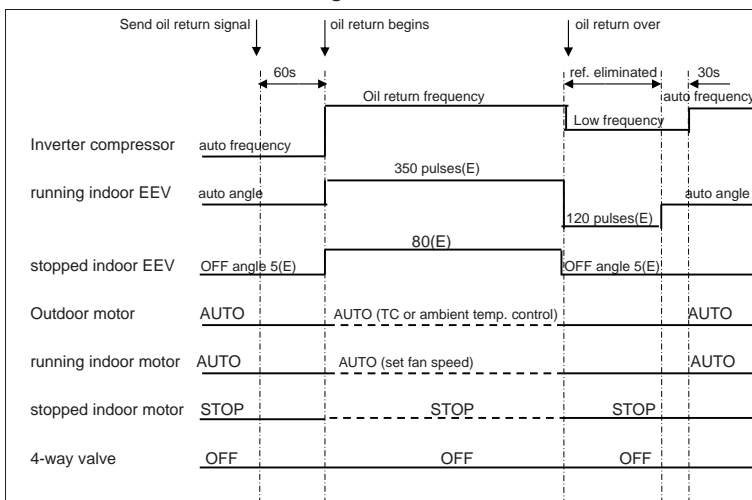 Send oil return signal oil return begins oil return over
60s ref. eliminated 30s
Oil return frequency auto frequency
Low frequency
Inverter compressor auto frequency
350 pulses(E)
running indoor EEV auto angle auto angle
120 pulses(E)
80(E)
stopped indoor EEV OFF angle 5(E) OFF angle 5(E)
Outdoor motor AUTO AUTO (TC or ambient temp. control) AUTO
running indoor motor AUTO AUTO (set fan speed) AUTO
stopped indoor motor STOP STOP STOP
4-way valve OFF OFF OFF